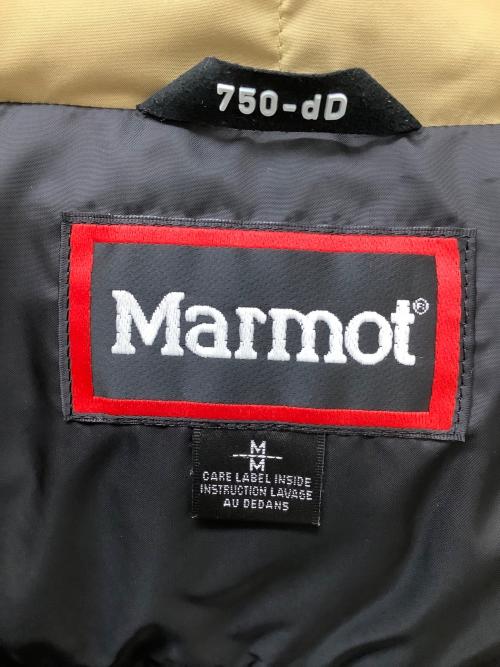 750-dD
Marmot®
M
M
CARE LABEL INSIDE
INSTRUCTION LAVAGE
AU DEDANS